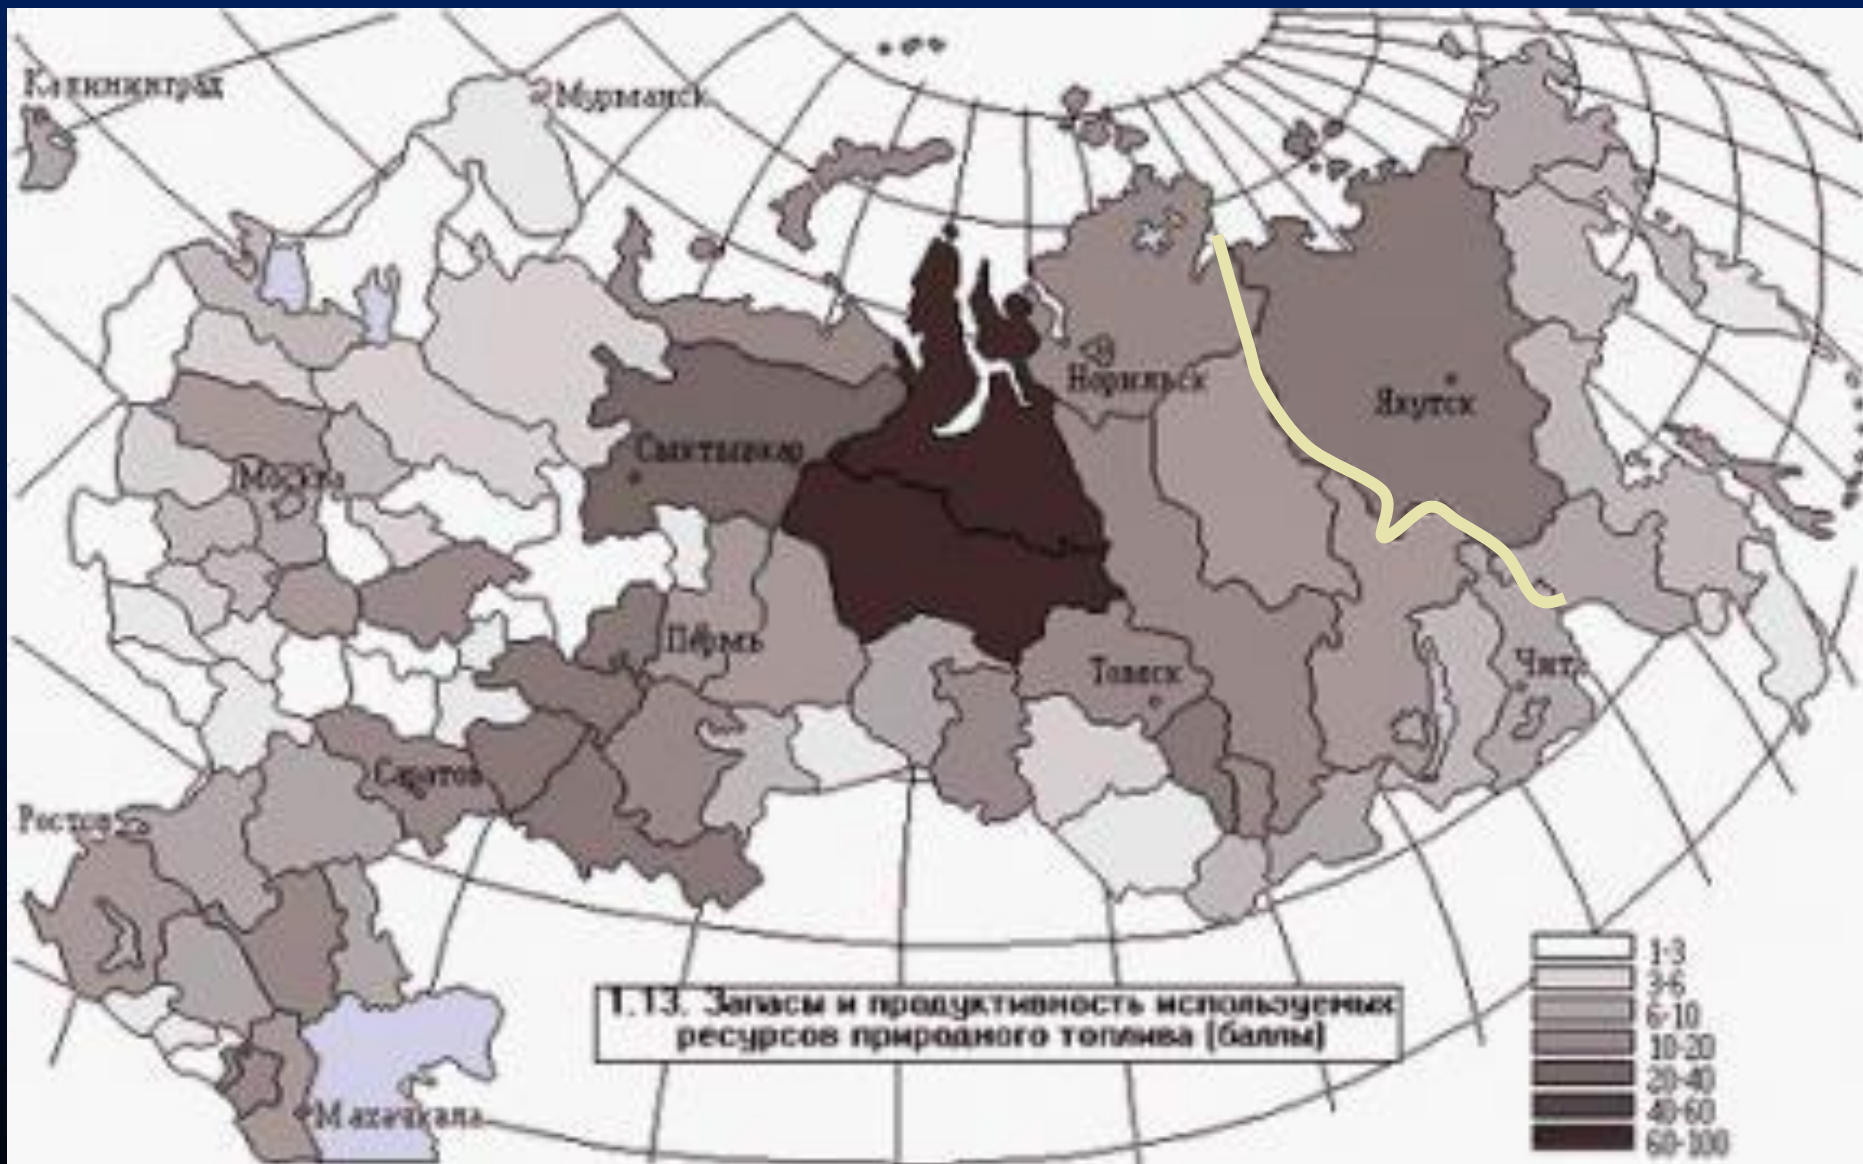 Калининград
Мурманск
Норильск
Якутск
Сыктывкар
Москва
Пермь
Томск
Чита
Саратов
Ростов
Махачкала
1.13. Запасы и продуктивность используемых
ресурсов природного топлива (баллы)
1-3
3-6
6-10
10-20
20-40
40-60
60-100